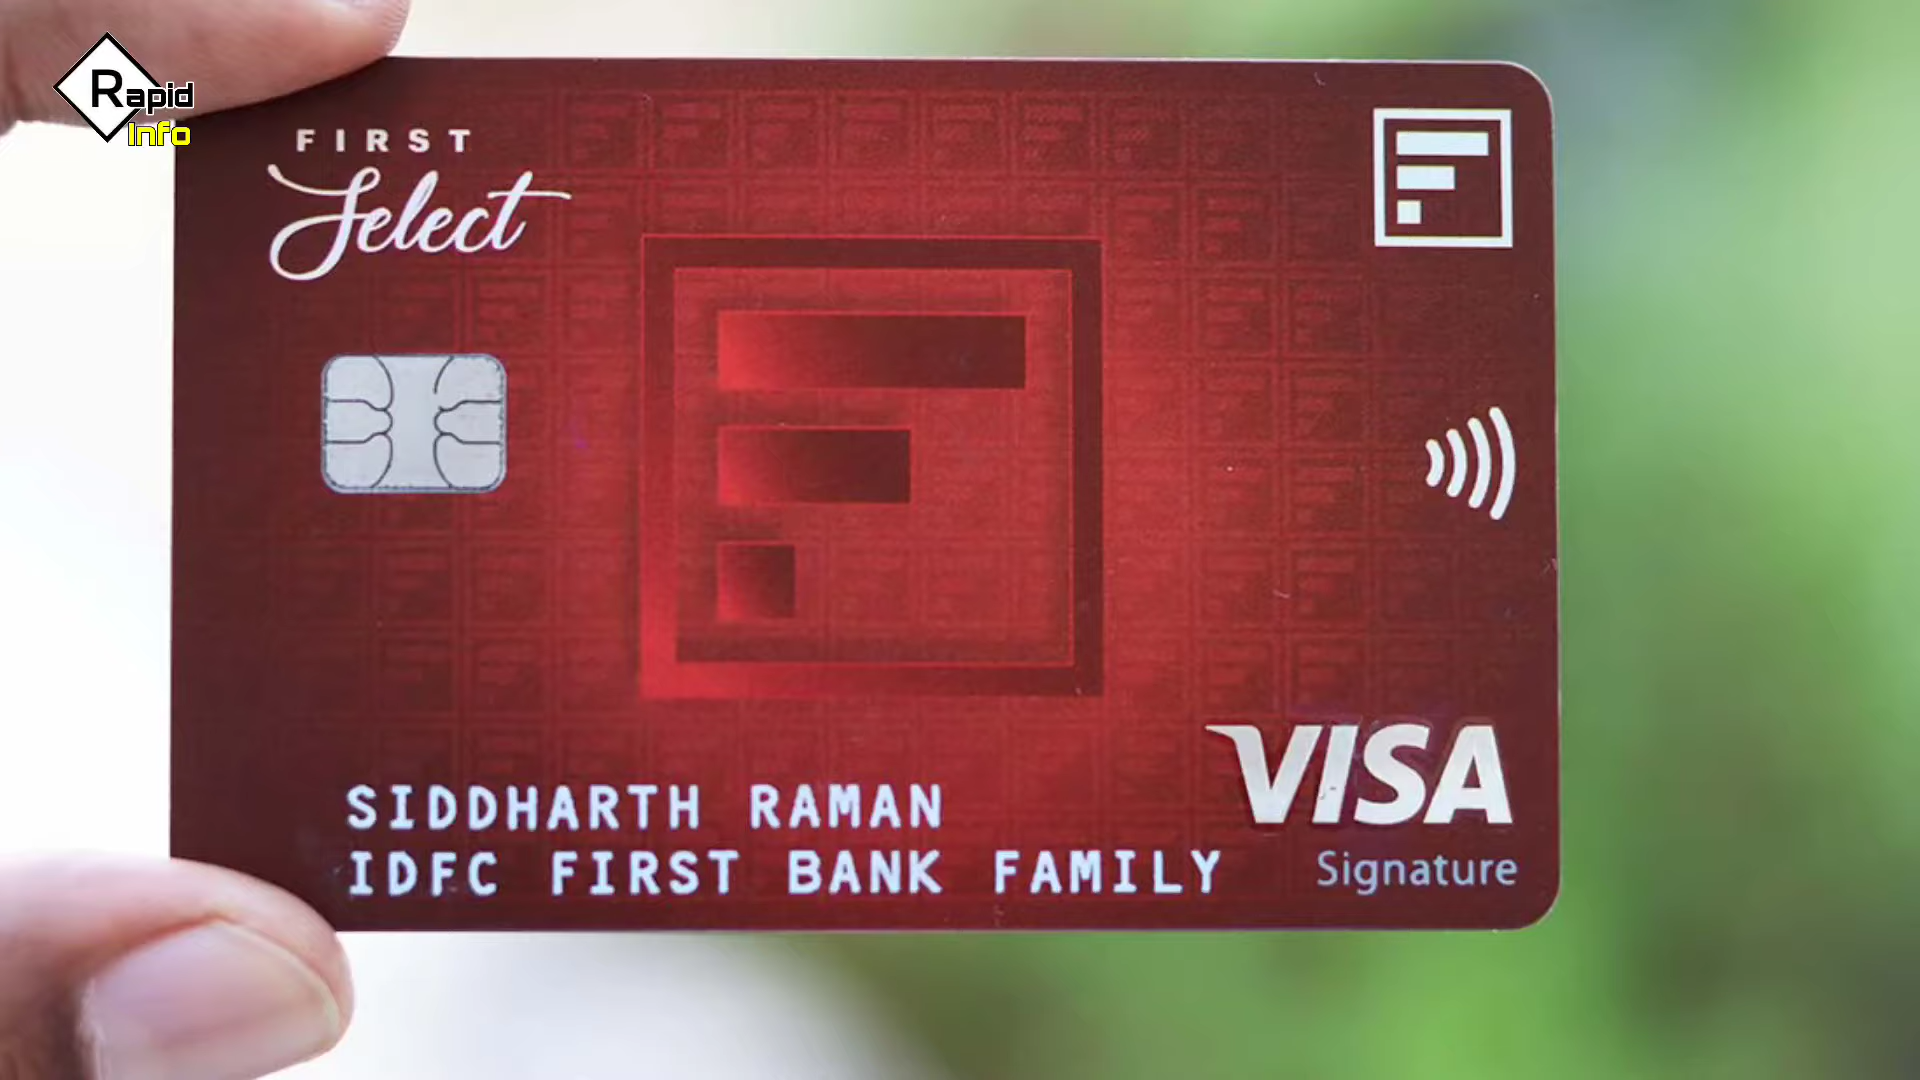 Rapid
Info
FIRST
Select
VISA
SIDDHARTH RAMAN
IDFC FIRST BANK FAMILY
Signature